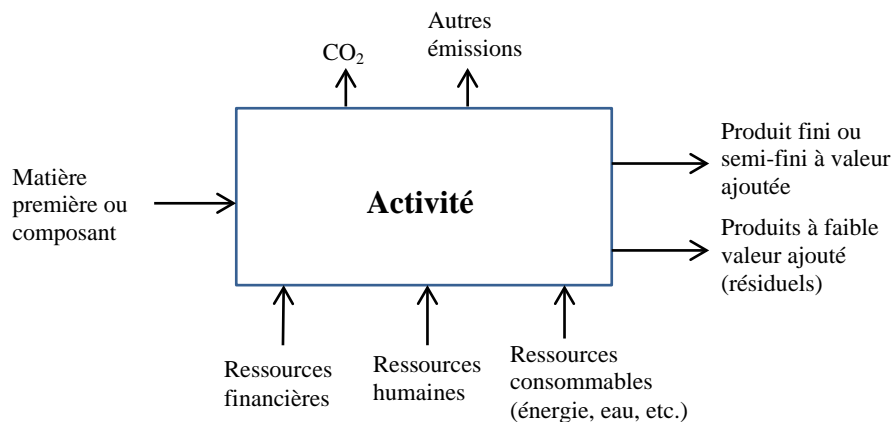 Autres
émissions
CO₂
Produit fini ou
semi-fini à valeur
ajoutée
Matière
première ou
composant
Activité
Produits à faible
valeur ajouté
(résiduels)
Ressources
financières
Ressources
humaines
Ressources
consommables
(énergie, eau, etc.)